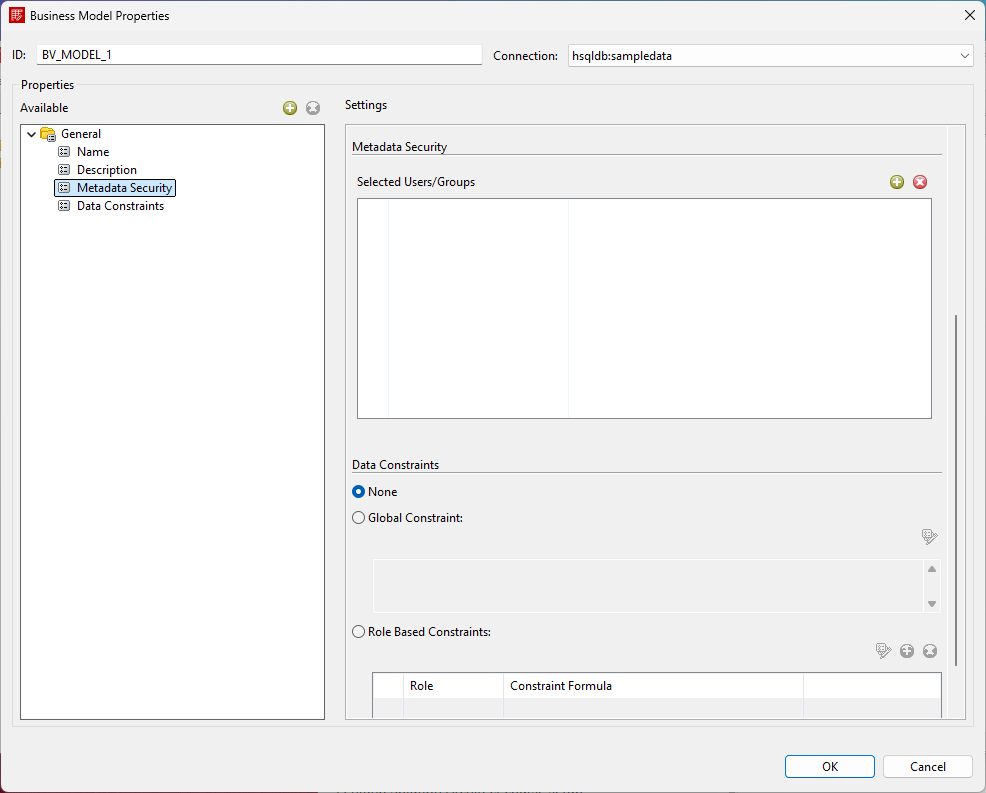 Business Model Properties
ID: BV_MODEL_1 Connection: hsqldb:sampledata
Properties
Available
General
Name
Description
Metadata Security
Data Constraints
Settings
Metadata Security
Selected Users/Groups
Data Constraints
None
Global Constraint:
Role Based Constraints:
Role Constraint Formula
OK Cancel